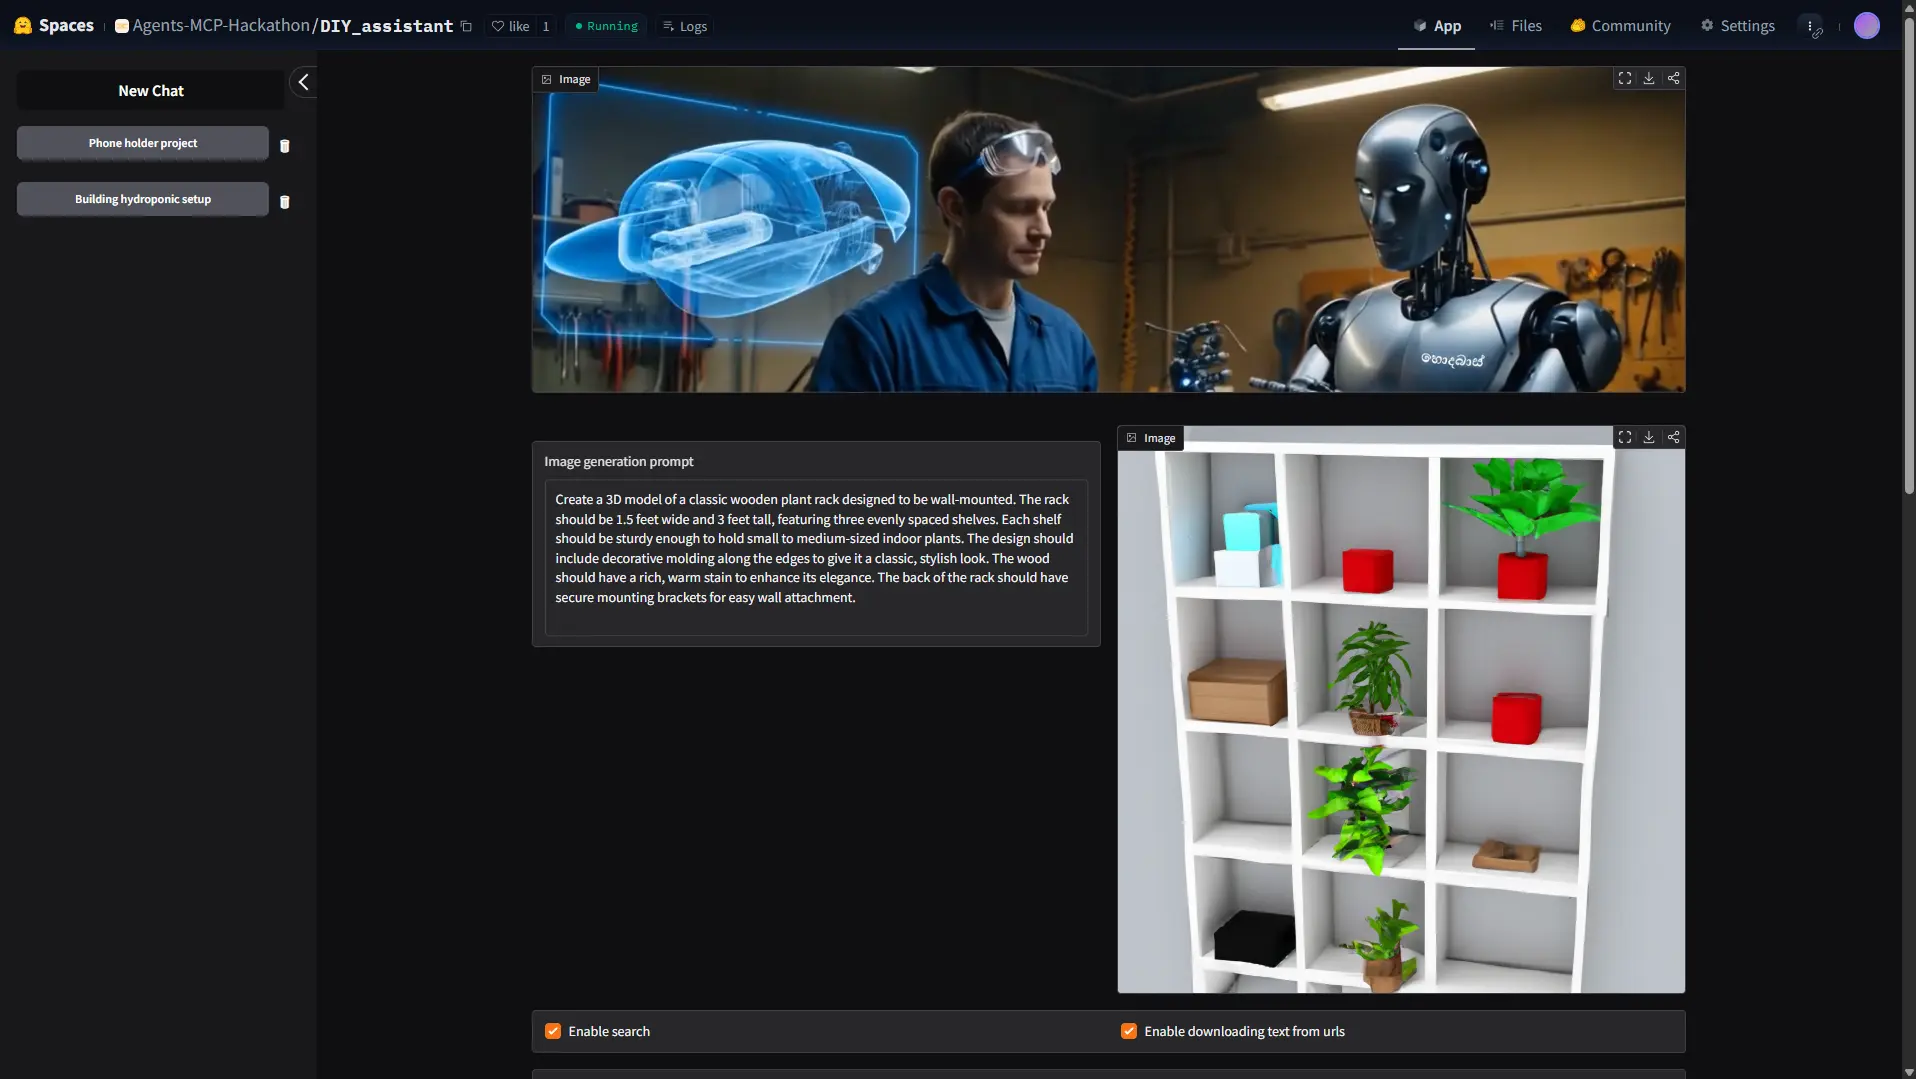 Spaces
Agents-MCP-Hackathon/DIY_assistant
like 1
Running
Logs
App
Files
Community
Settings
New Chat
Phone holder project
Building hydroponic setup
Image
හොදබාස්
Image generation prompt
Create a 3D model of a classic wooden plant rack designed to be wall-mounted. The rack
should be 1.5 feet wide and 3 feet tall, featuring three evenly spaced shelves. Each shelf
should be sturdy enough to hold small to medium-sized indoor plants. The design should
include decorative molding along the edges to give it a classic, stylish look. The wood
should have a rich, warm stain to enhance its elegance. The back of the rack should have
secure mounting brackets for easy wall attachment.
Image
Enable search
Enable downloading text from urls